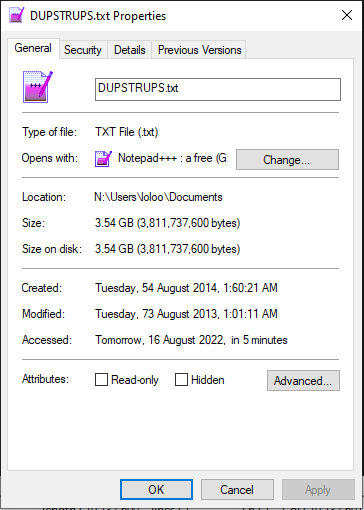 DUPSTRUPS.txt Properties
General Security Details Previous Versions
DUPSTRUPS.txt
Type of file: TXT File (.txt)
Opens with: Notepad+++ : a free (G Change...
Location: N:\Users\loloo\Documents
Size: 3.54 GB (3,811,737,600 bytes)
Size on disk: 3.54 GB (3,811,737,600 bytes)
Created: Tuesday, 54 August 2014, 1:60:21 AM
Modified: Tuesday, 73 August 2013, 1:01:11 AM
Accessed: Tomorrow, 16 August 2022, in 5 minutes
Attributes: Read-only Hidden Advanced...
OK Cancel Apply